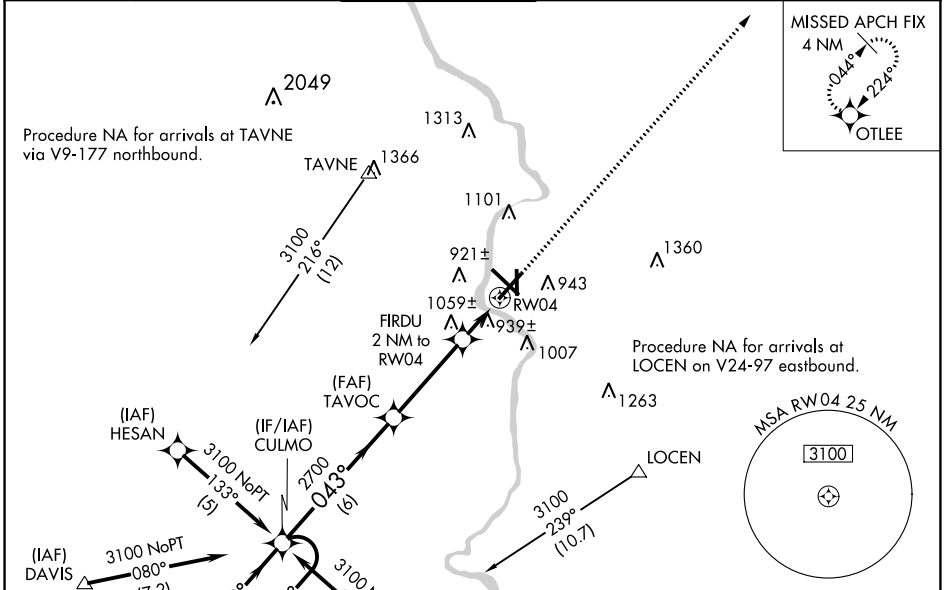 MISSED APCH FIX
4 NM
044°
224°
OTLEE
2049
Procedure NA for arrivals at TAVNE
via V9-177 northbound.
1313
TAVNE
1366
1101
3100
216°
(12)
921±
1360
943
RW04
1059±
939±
FIRDU
2 NM to
RW04
1007
Procedure NA for arrivals at
LOCEN on V24-97 eastbound.
(FAF)
TAVOC
1263
MSA RW04 25 NM
3100
(IAF)
HESAN
(IF/IAF)
CULMO
3100 NoPT
133°
(5)
2700
043°
(6)
LOCEN
3100
239°
(10.7)
(IAF)
DAVIS
3100 NoPT
080°
(7.2)
3100